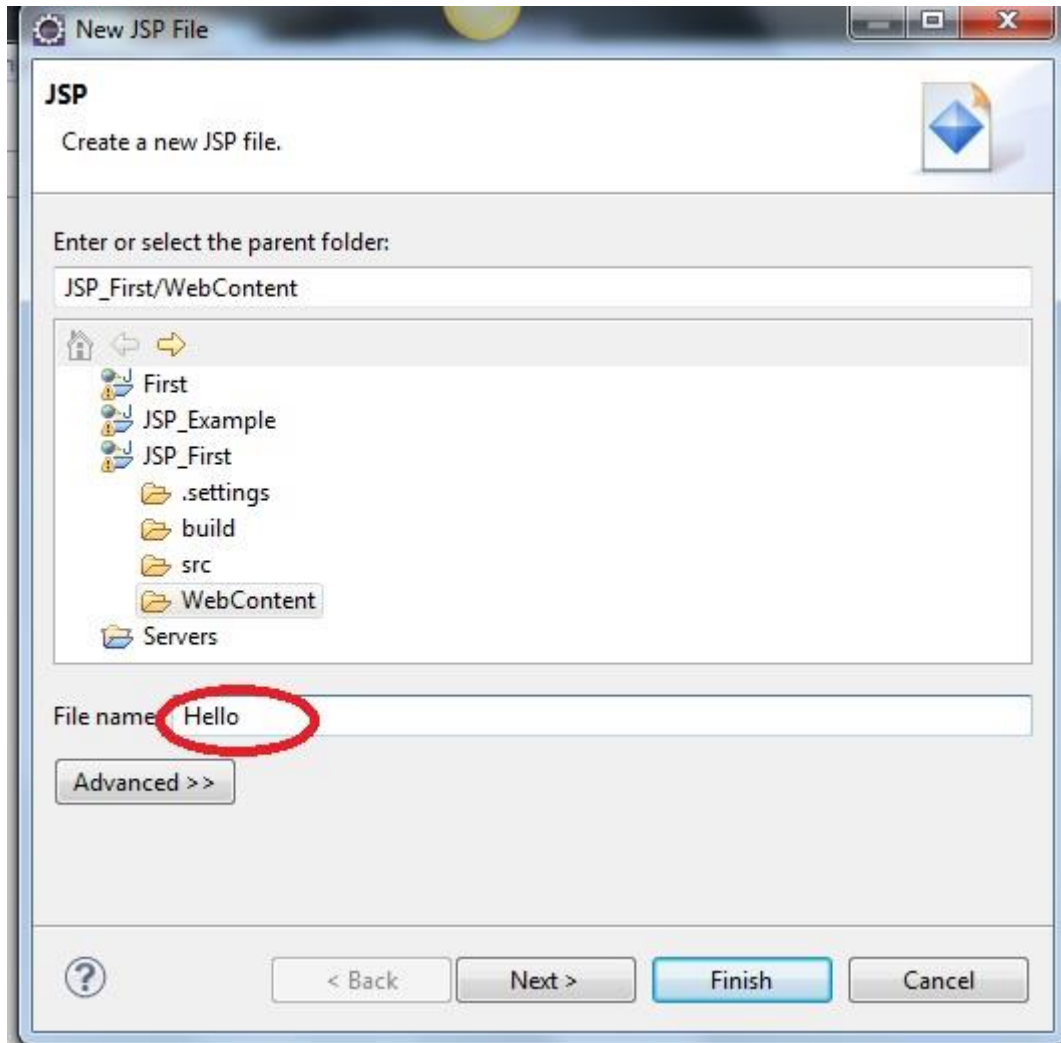 New JSP File
JSP
Create a new JSP file.
Enter or select the parent folder:
JSP_First/WebContent
First
JSP_Example
JSP_First
.settings
build
src
WebContent
Servers
File name Hello
Advanced >>
< Back Next > Finish Cancel